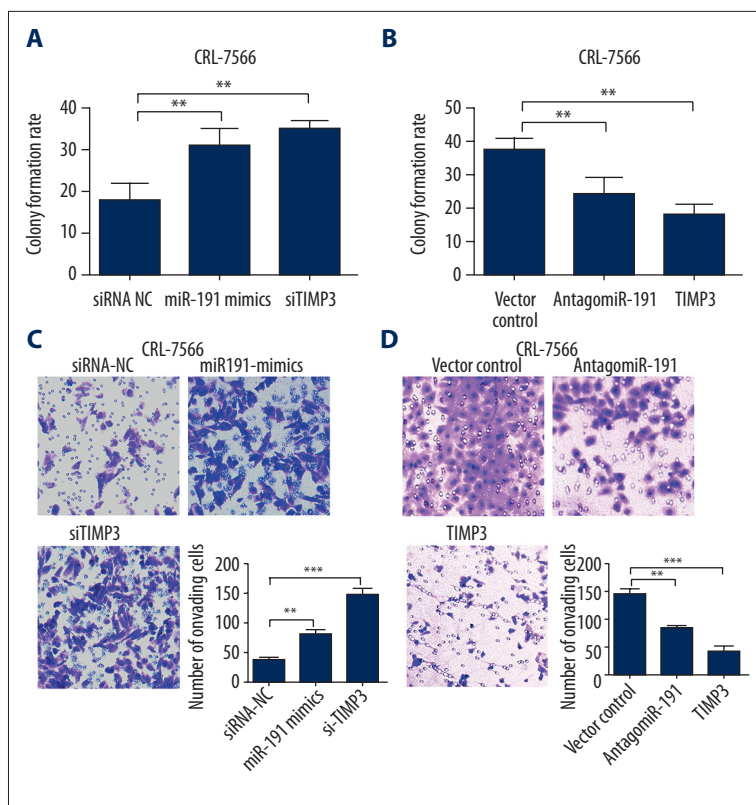 A
CRL-7566
Colony formation rate
40
30
20
10
0
**
**
siRNA NC
miR-191 mimics
siTIMP3
B
CRL-7566
Colony formation rate
50
40
30
20
10
0
**
**
Vector
control
AntagomiR-191
TIMP3
C
CRL-7566
siRNA-NC
miR191-mimics
siTIMP3
Number of onvading cells
200
150
100
50
0
***
**
siRNA-NC
miR-191 mimics
si-TIMP3
D
CRL-7566
Vector control
AntagomiR-191
TIMP3
Number of onvading cells
200
150
100
50
0
***
**
Vector control
AntagomiR-191
TIMP3